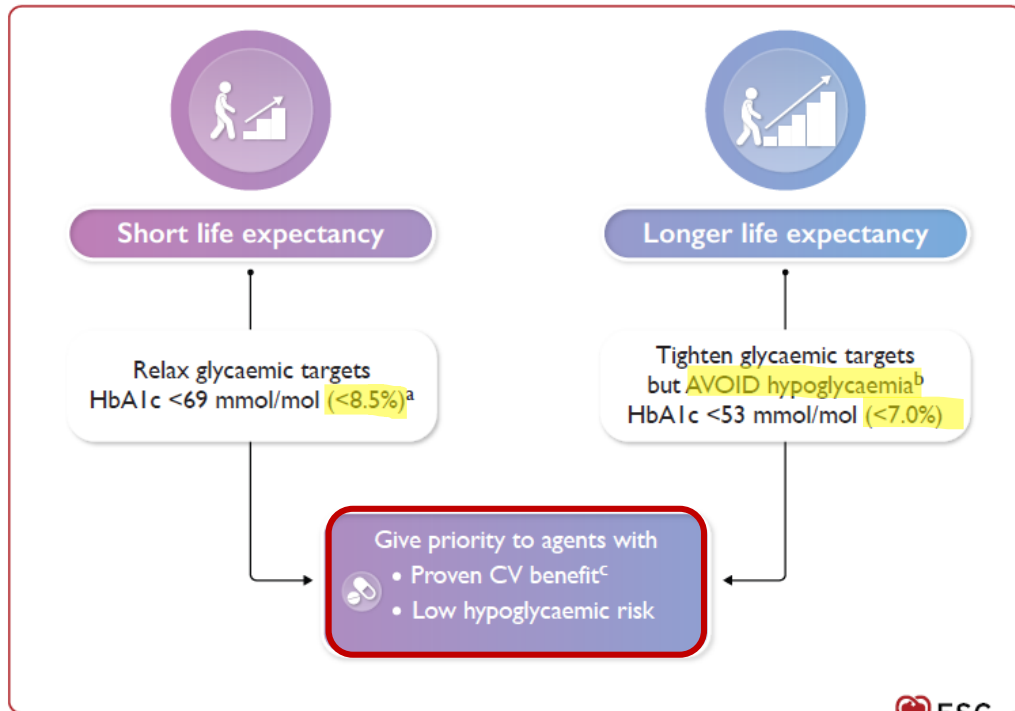 Short life expectancy
Longer life expectancy
Relax glycaemic targets
HbA1c <69 mmol/mol (<8.5%)ᵃ
Tighten glycaemic targets
but AVOID hypoglycaemiaᵇ
HbA1c <53 mmol/mol (<7.0%)
Give priority to agents with
• Proven CV benefitᶜ
• Low hypoglycaemic risk
ESC